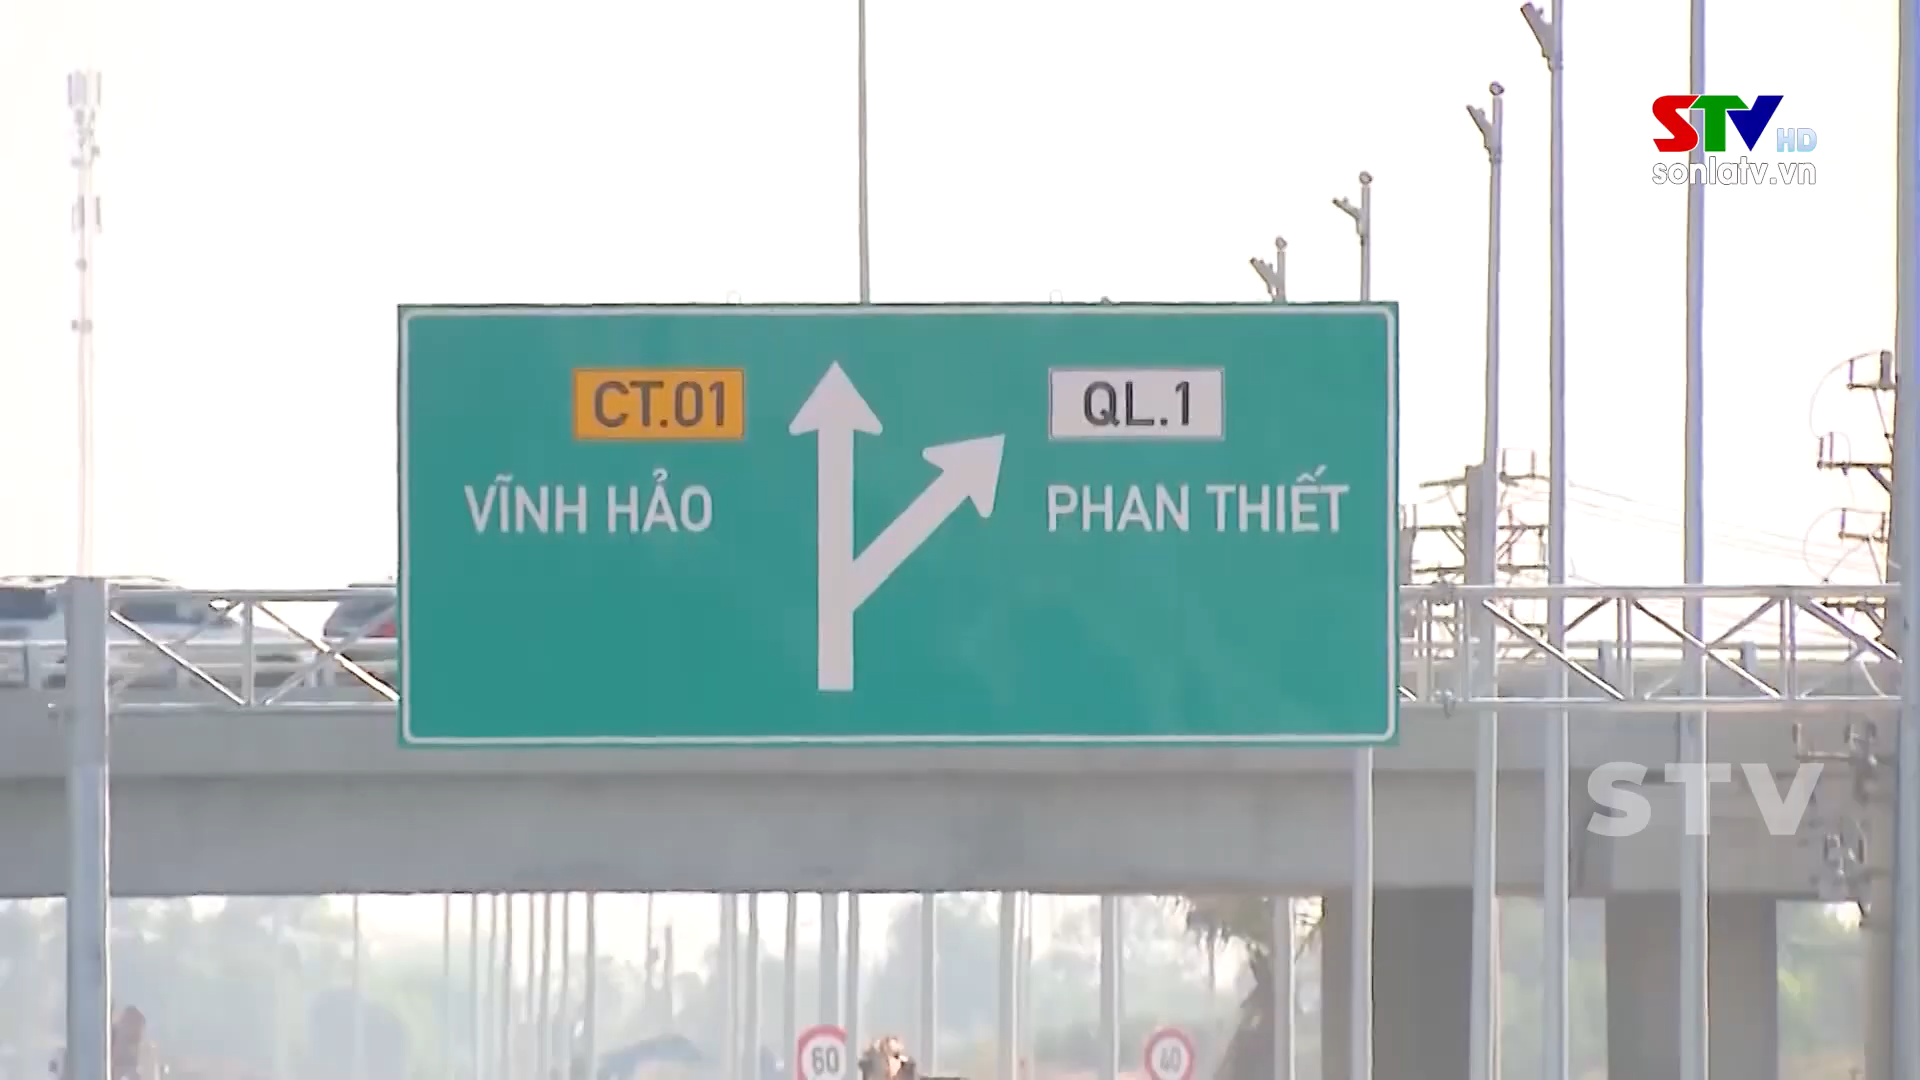 STV HD
sonlatv.vn
CT.01
QL.1
VĨNH HẢO
PHAN THIẾT
STV
60